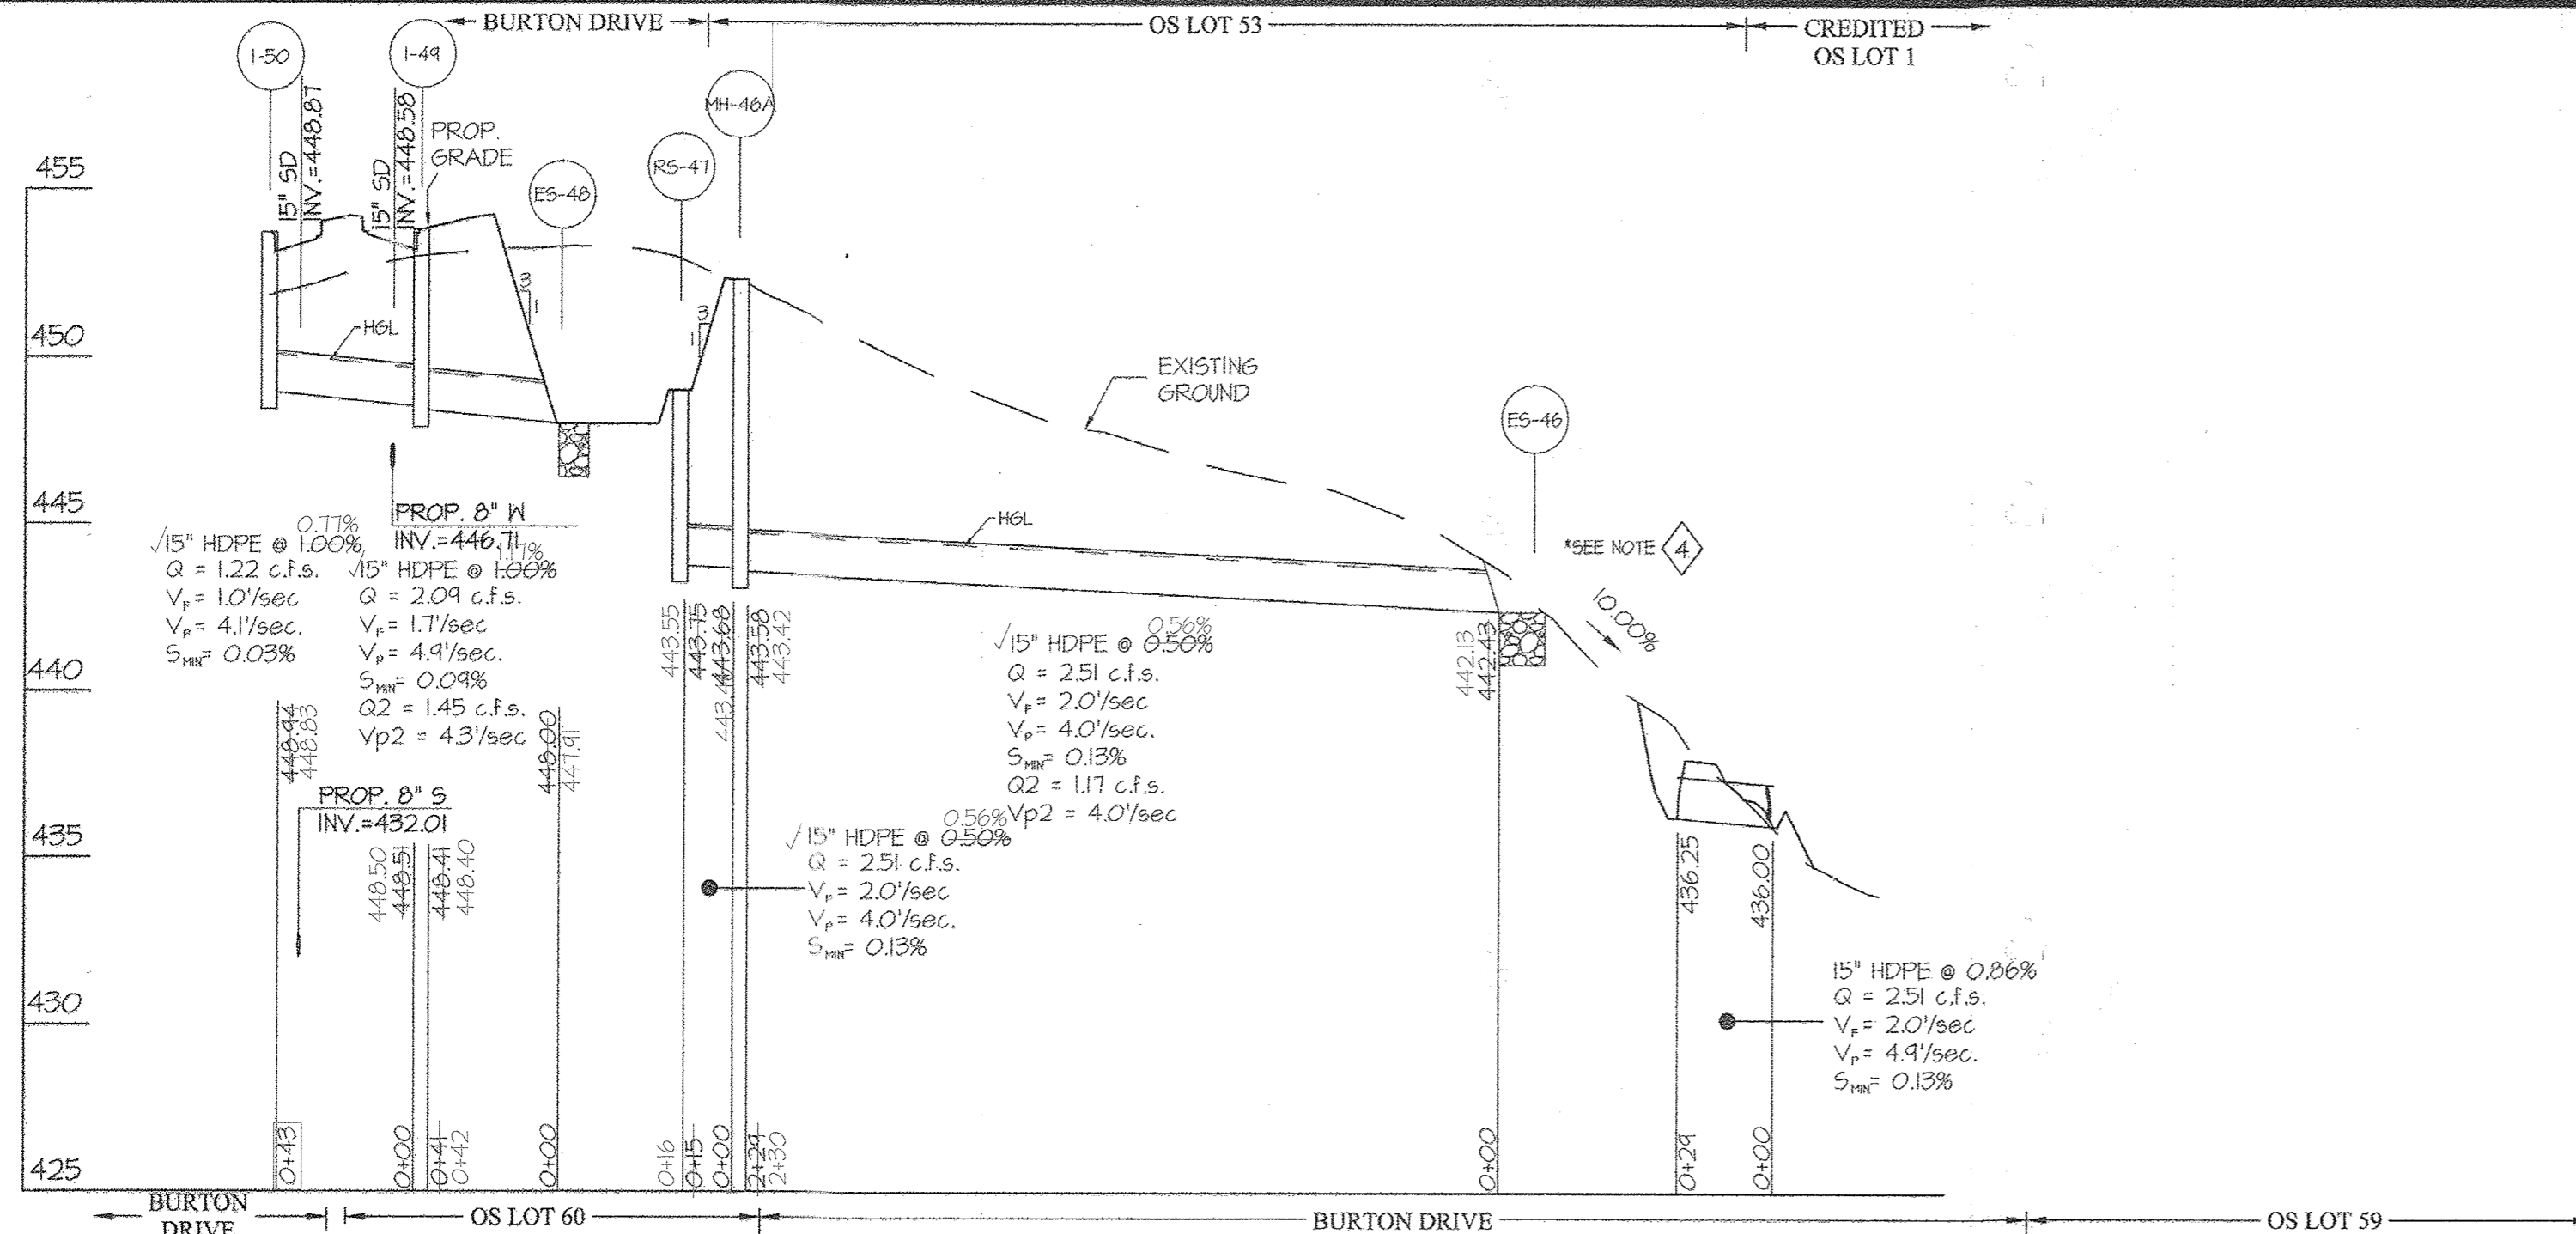 BURTON DRIVE
OS LOT 53
CREDITED
OS LOT 1
I-50
I-49
MH-46A
RS-47
ES-48
ES-46
15" SD
INV.=448.87
15" SD
INV.=448.58
PROP.
GRADE
455
450
445
440
435
430
425
3
1
3
1
HGL
EXISTING
GROUND
HGL
*SEE NOTE 4
10.00%
PROP. 8" W
INV.=446.71
0.77%
√15" HDPE @ 1.00%
Q = 1.22 c.f.s.
VF= 1.0'/sec
VP= 4.1'/sec.
SMIN= 0.03%
1.17%
√15" HDPE @ 1.00%
Q = 2.09 c.f.s.
VF= 1.7'/sec
VP= 4.9'/sec.
SMIN= 0.09%
Q2 = 1.45 c.f.s.
Vp2 = 4.3'/sec
443.55
443.75
443.68
443.58
443.42
0.56%
√15" HDPE @ 0.50%
Q = 2.51 c.f.s.
VF= 2.0'/sec
VP= 4.0'/sec.
SMIN= 0.13%
Q2 = 1.17 c.f.s.
Vp2 = 4.0'/sec
442.13
442.43
448.94
448.83
448.00
447.91
PROP. 8" S
INV.=432.01
448.50
448.51
448.41
448.40
0.56%
√15" HDPE @ 0.50%
Q = 2.51 c.f.s.
VF= 2.0'/sec
VP= 4.0'/sec.
SMIN= 0.13%
436.25
436.00
15" HDPE @ 0.86%
Q = 2.51 c.f.s.
VF= 2.0'/sec
VP= 4.9'/sec.
SMIN= 0.13%
0+43
0+00
0+41
0+42
0+00
0+16
0+15
0+00
2+29
2+30
0+00
0+29
0+00
BURTON
DRIVE
OS LOT 60
BURTON DRIVE
OS LOT 59